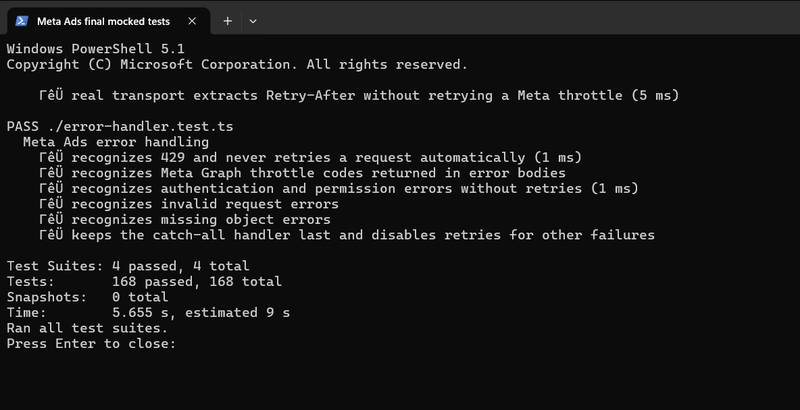 Meta Ads final mocked tests
Windows PowerShell 5.1
Copyright (C) Microsoft Corporation. All rights reserved.
ΓêÜ real transport extracts Retry-After without retrying a Meta throttle (5 ms)
PASS ./error-handler.test.ts
Meta Ads error handling
ΓêÜ recognizes 429 and never retries a request automatically (1 ms)
ΓêÜ recognizes Meta Graph throttle codes returned in error bodies
ΓêÜ recognizes authentication and permission errors without retries (1 ms)
ΓêÜ recognizes invalid request errors
ΓêÜ recognizes missing object errors
ΓêÜ keeps the catch-all handler last and disables retries for other failures
Test Suites: 4 passed, 4 total
Tests: 168 passed, 168 total
Snapshots: 0 total
Time: 5.655 s, estimated 9 s
Ran all test suites.
Press Enter to close: